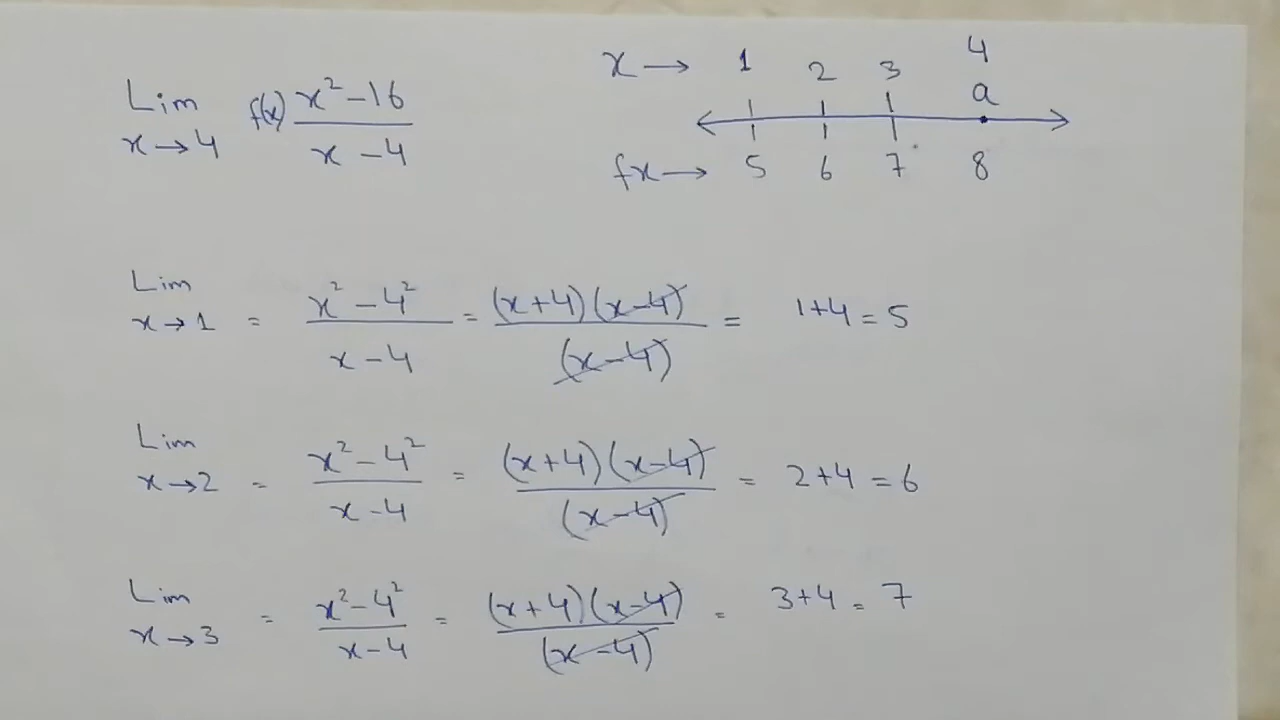 Lim x→4 f(x) x²-16 / x-4
x → 1 2 3 4
a
fx → 5 6 7 8
Lim x→1 = x²-4² / x-4 = (x+4)(x-4) / (x-4) = 1+4 = 5
Lim x→2 = x²-4² / x-4 = (x+4)(x-4) / (x-4) = 2+4 = 6
Lim x→3 = x²-4² / x-4 = (x+4)(x-4) / (x-4) = 3+4 = 7